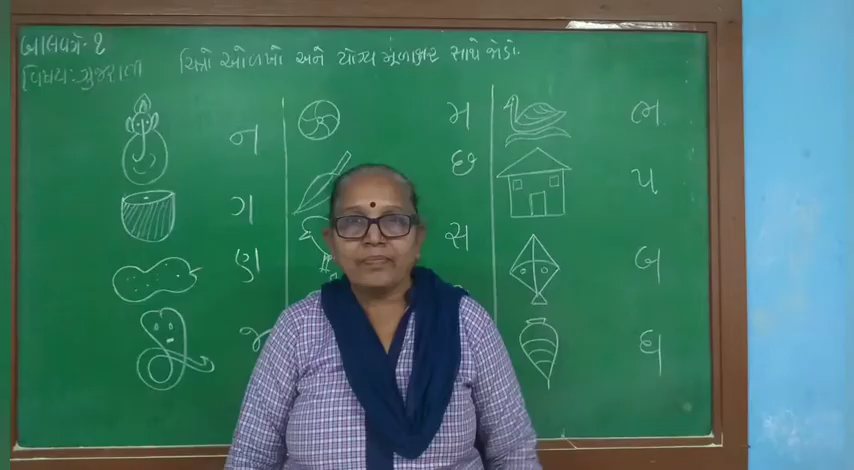 બાલવર્ગ-૧
વિષય: ગુજરાતી
ચિત્રો ઓળખો અને યોગ્ય મૂળાક્ષર સાથે જોડો.
ન
ગ
ણ
મ
છ
સ
ભ
પ
બ
ઘ